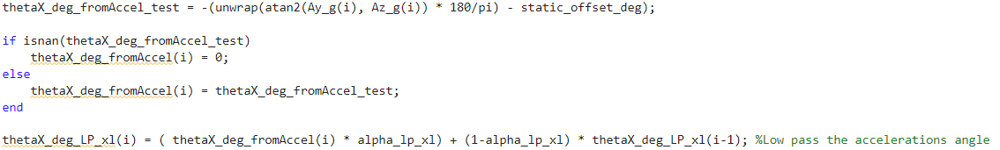 thetaX_deg_fromAccel_test = -(unwrap(atan2(Ay_g(i), Az_g(i)) * 180/pi) - static_offset_deg);
if isnan(thetaX_deg_fromAccel_test)
thetaX_deg_fromAccel(i) = 0;
else
thetaX_deg_fromAccel(i) = thetaX_deg_fromAccel_test;
end
thetaX_deg_LP_xl(i) = ( thetaX_deg_fromAccel(i) * alpha_lp_xl) + (1-alpha_lp_xl) * thetaX_deg_LP_xl(i-1); %Low pass the accelerations angle